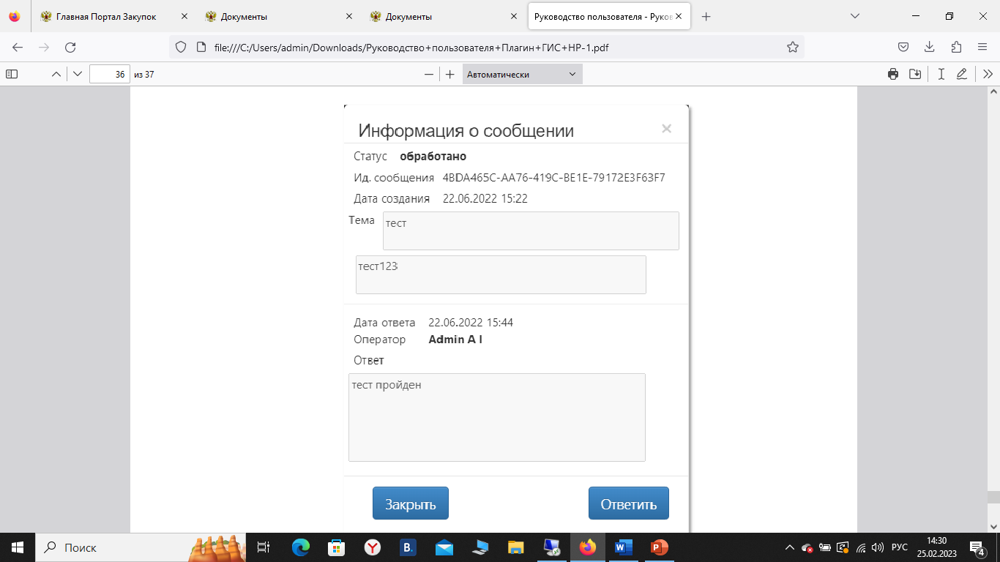 Главная Портал Закупок
Документы
Документы
Руководство пользователя - Руков
file:///C:/Users/admin/Downloads/Руководство+пользователя+Плагин+ГИС+НР-1.pdf
36 из 37
Автоматически
Информация о сообщении
Статус обработано
Ид. сообщения 4BDA465C-AA76-419C-BE1E-79172E3F63F7
Дата создания 22.06.2022 15:22
Тема тест
тест123
Дата ответа 22.06.2022 15:44
Оператор Admin A I
Ответ
тест пройден
Закрыть Ответить
Поиск
B.
W
P
РУС
14:30
25.02.2023
4